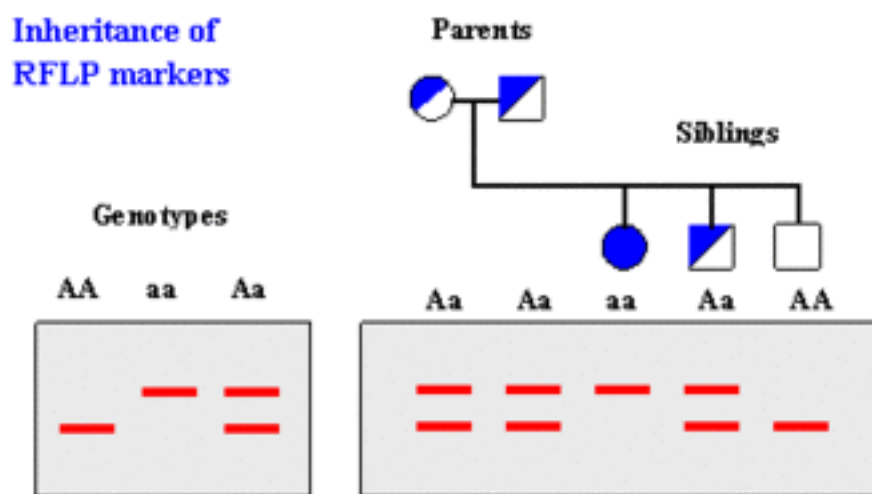 Inheritance of
RFLP markers
Parents
Siblings
Genotypes
AA aa Aa
Aa Aa aa Aa AA